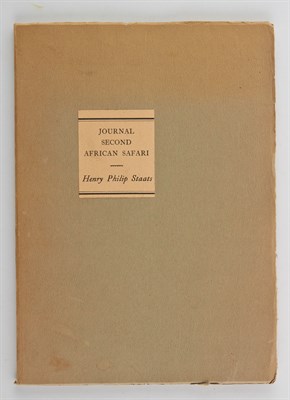 JOURNAL
SECOND
AFRICAN SAFARI
Henry Philip Staats